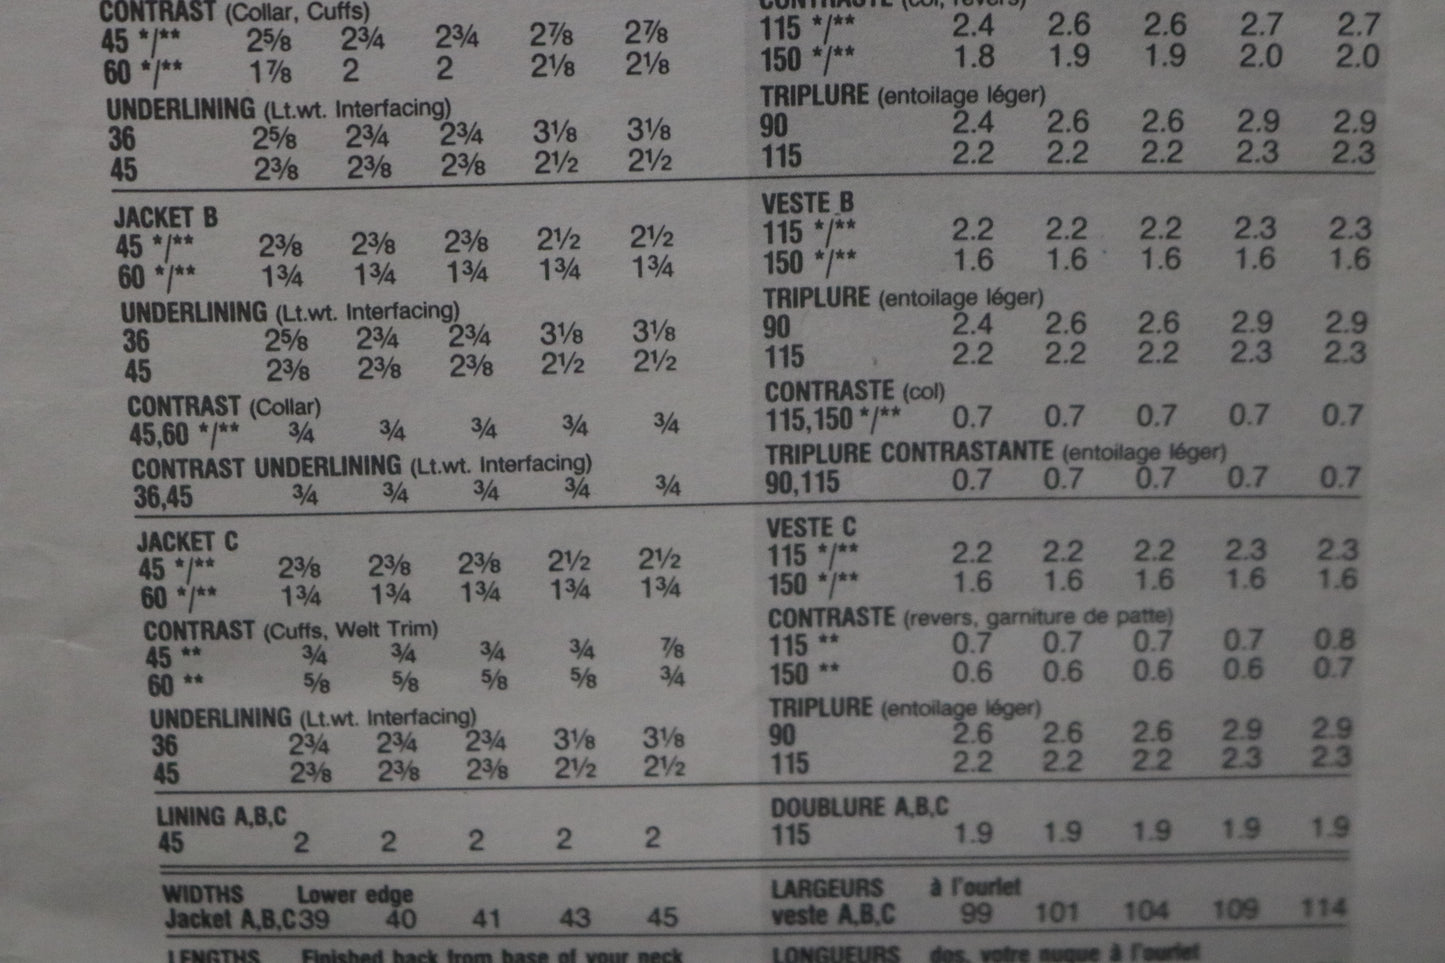 CONTRAST (Collar, Cuffs)
45 */** 2⅝ 2¾ 2¾ 2⅞ 2⅞
60 */** 1⅞ 2 2 2⅛ 2⅛
UNDERLINING (Lt.wt. Interfacing)
36 2⅝ 2¾ 2¾ 3⅛ 3⅛
45 2⅜ 2⅜ 2⅜ 2½ 2½
JACKET B
45 */** 2⅜ 2⅜ 2⅜ 2½ 2½
60 */** 1¾ 1¾ 1¾ 1¾ 1¾
UNDERLINING (Lt.wt. Interfacing)
36 2⅝ 2¾ 2¾ 3⅛ 3⅛
45 2⅜ 2⅜ 2⅜ 2½ 2½
CONTRAST (Collar)
45,60 */** ¾ ¾ ¾ ¾ ¾
CONTRAST UNDERLINING (Lt.wt. Interfacing)
36,45 ¾ ¾ ¾ ¾ ¾
JACKET C
45 */** 2⅜ 2⅜ 2⅜ 2½ 2½
60 */** 1¾ 1¾ 1¾ 1¾ 1¾
CONTRAST (Cuffs, Welt Trim)
45 ** ¾ ¾ ¾ ¾ ⅞
60 ** ⅝ ⅝ ⅝ ⅝ ¾
UNDERLINING (Lt.wt. Interfacing)
36 2¾ 2¾ 2¾ 3⅛ 3⅛
45 2⅜ 2⅜ 2⅜ 2½ 2½
LINING A,B,C
45 2 2 2 2 2
WIDTHS Lower edge
Jacket A,B,C 39 40 41 43 45
LENGTHS Finished back from base of your neck
CONTRASTE (col, revers)
115 */** 2.4 2.6 2.6 2.7 2.7
150 */** 1.8 1.9 1.9 2.0 2.0
TRIPLURE (entoilage léger)
90 2.4 2.6 2.6 2.9 2.9
115 2.2 2.2 2.2 2.3 2.3
VESTE B
115 */** 2.2 2.2 2.2 2.3 2.3
150 */** 1.6 1.6 1.6 1.6 1.6
TRIPLURE (entoilage léger)
90 2.4 2.6 2.6 2.9 2.9
115 2.2 2.2 2.2 2.3 2.3
CONTRASTE (col)
115,150 */** 0.7 0.7 0.7 0.7 0.7
TRIPLURE CONTRASTANTE (entoilage léger)
90,115 0.7 0.7 0.7 0.7 0.7
VESTE C
115 */** 2.2 2.2 2.2 2.3 2.3
150 */** 1.6 1.6 1.6 1.6 1.6
CONTRASTE (revers, garniture de patte)
115 ** 0.7 0.7 0.7 0.7 0.8
150 ** 0.6 0.6 0.6 0.6 0.7
TRIPLURE (entoilage léger)
90 2.6 2.6 2.6 2.9 2.9
115 2.2 2.2 2.2 2.3 2.3
DOUBLURE A,B,C
115 1.9 1.9 1.9 1.9 1.9
LARGEURS à l'ourlet
veste A,B,C 99 101 104 109 114
LONGUEURS dos, votre nuque à l'ourlet